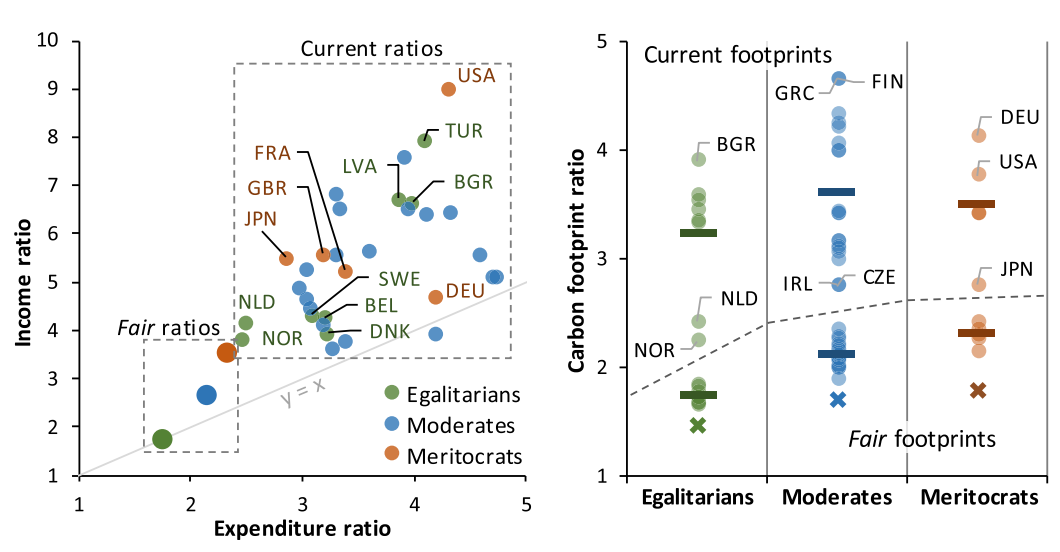 10
9
8
7
6
5
4
3
2
1
Income ratio
1
2
3
4
5
Expenditure ratio
Current ratios
USA
TUR
FRA
LVA
BGR
GBR
JPN
SWE
DEU
NLD
BEL
Fair ratios
NOR
DNK
y = x
Egalitarians
Moderates
Meritocrats
5
4
3
2
1
Carbon footprint ratio
Current footprints
GRC
FIN
DEU
BGR
USA
JPN
IRL
CZE
NLD
NOR
Fair footprints
Egalitarians
Moderates
Meritocrats